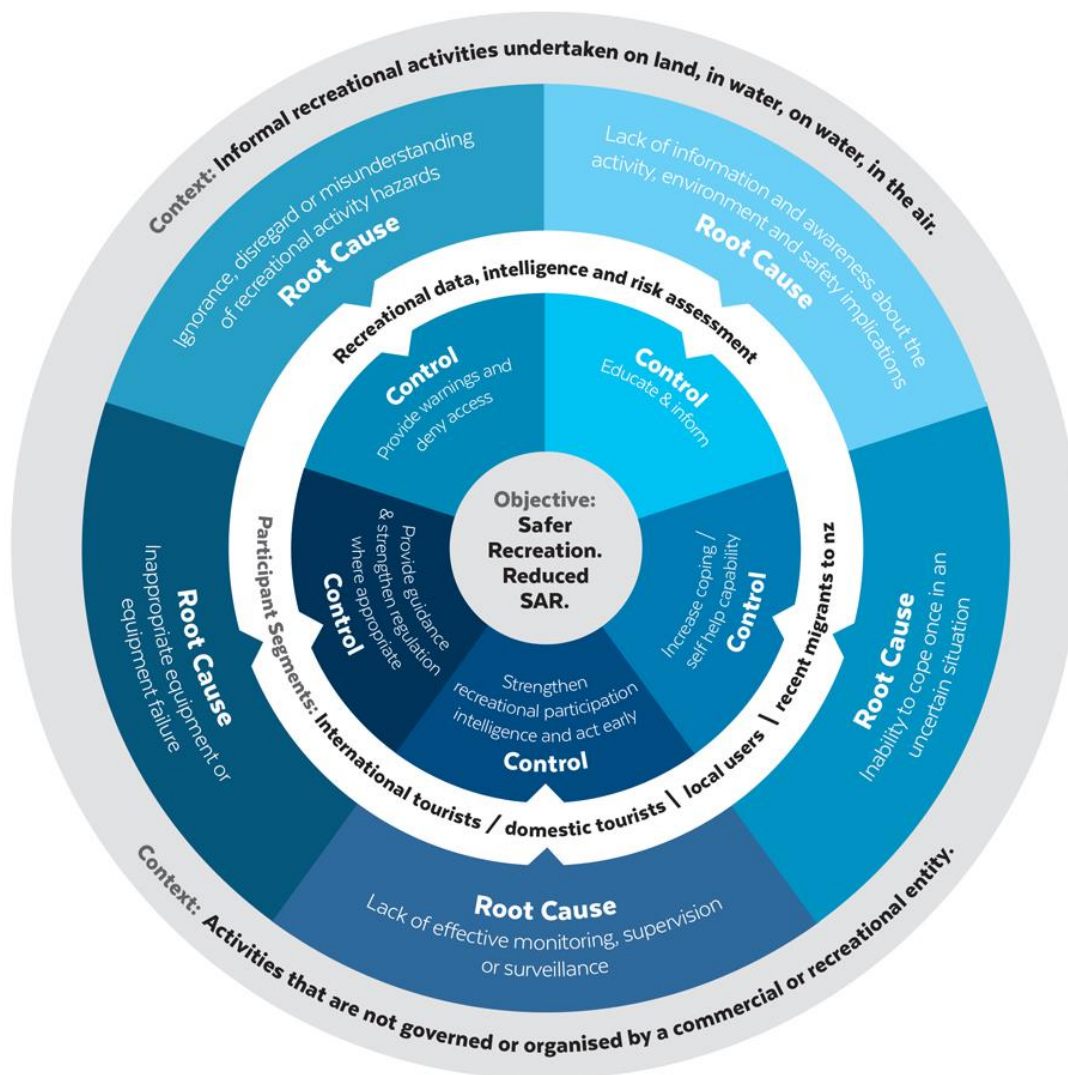 Context: Informal recreational activities undertaken on land, in water, on water, in the air.
Ignorance, disregard or misunderstanding
of recreational activity hazards
Root Cause
Lack of information and awareness about the
activity, environment and safety implications
Root Cause
Recreational data, intelligence and risk assessment
Control
Provide warnings and
deny access
Control
Educate & inform
Objective:
Safer
Recreation.
Reduced
SAR.
Provide guidance
& strengthen regulation
where appropriate
Control
Increase coping /
self help capability
Control
Strengthen
recreational participation
intelligence and act early
Control
Participant Segments: International tourists / domestic tourists | local users | recent migrants to nz
Root Cause
Inappropriate equipment or
equipment failure
Root Cause
Inability to cope once in an
uncertain situation
Root Cause
Lack of effective monitoring, supervision
or surveillance
Context: Activities that are not governed or organised by a commercial or recreational entity.